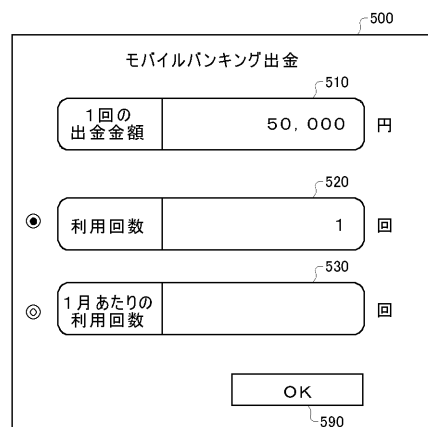 500
モバイルバンキング出金
510
1回の
出金金額
50,000 円
520
利用回数
1 回
530
1月あたりの
利用回数
回
OK
590